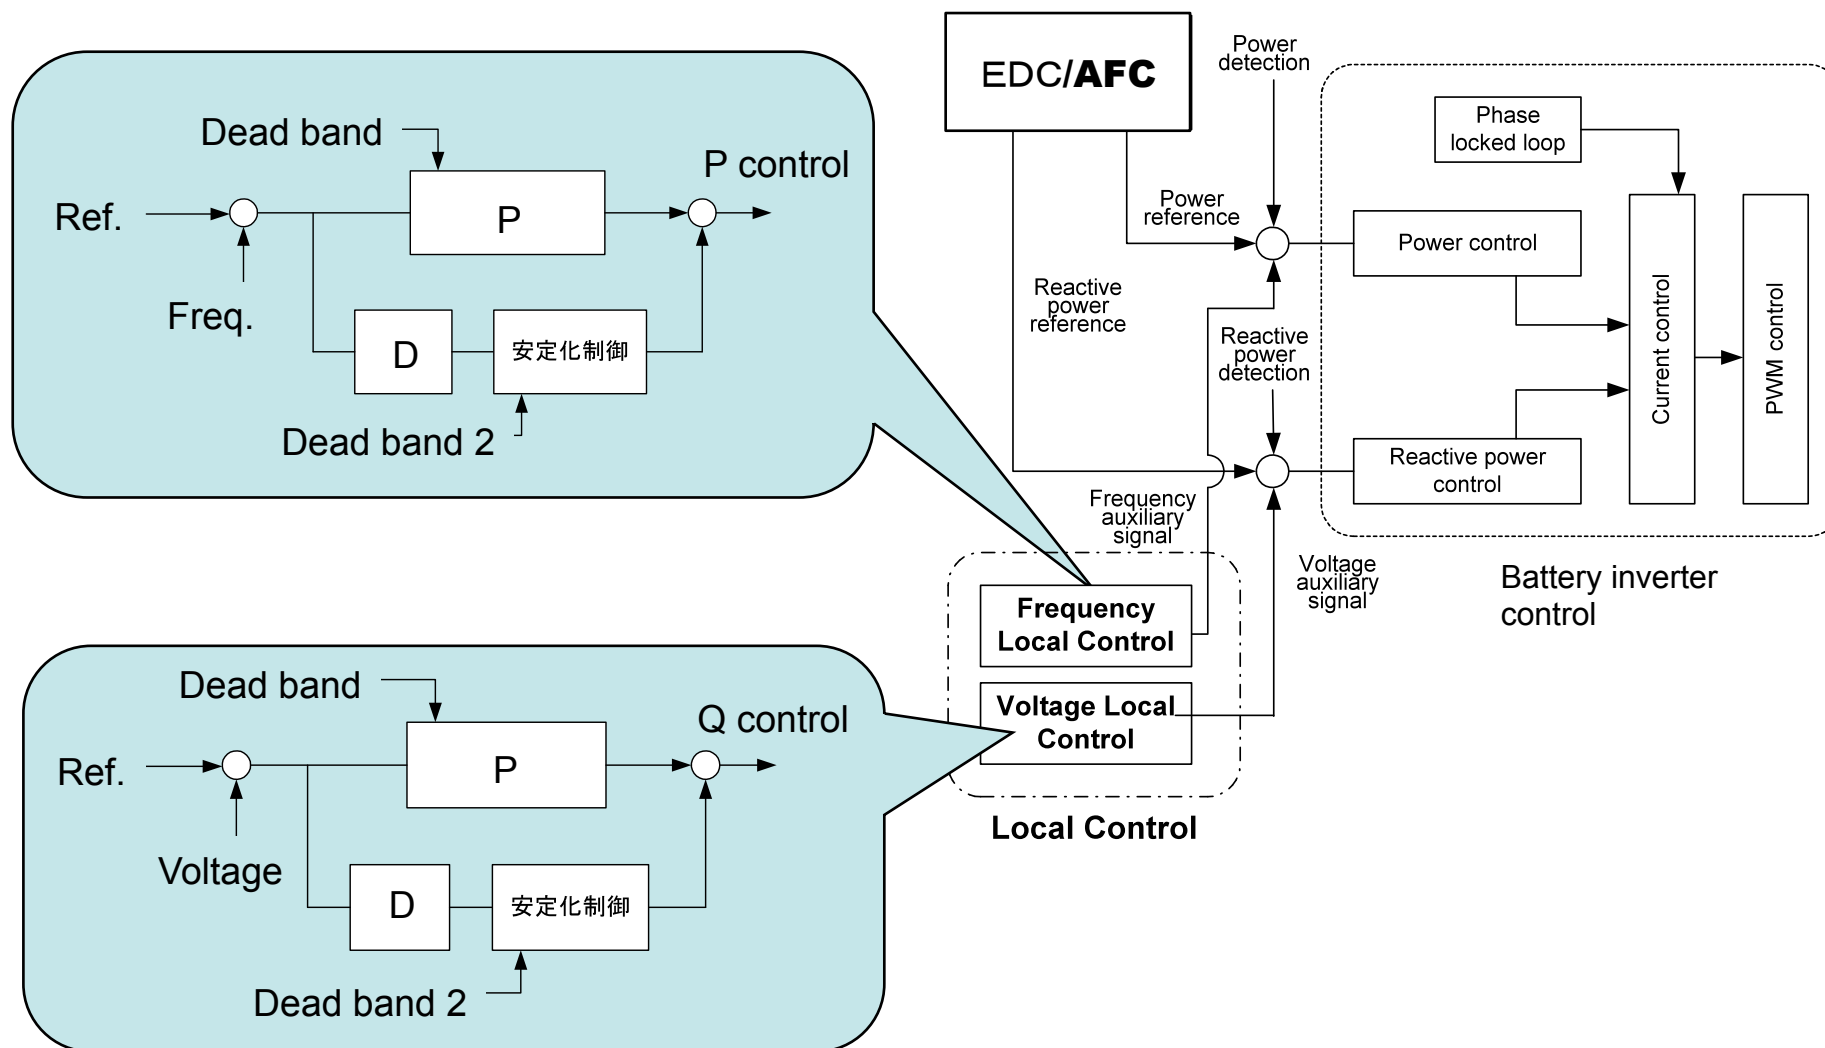 Dead band
P control
Ref.
P
Freq.
D
安定化制御
Dead band 2
EDC/AFC
Power
detection
Phase
locked loop
Power
reference
Power control
Reactive
power
reference
Reactive
power
detection
Current control
PWM control
Reactive power
control
Frequency
auxiliary
signal
Voltage
auxiliary
signal
Battery inverter
control
Frequency
Local Control
Voltage Local
Control
Local Control
Dead band
Q control
Ref.
P
Voltage
D
安定化制御
Dead band 2